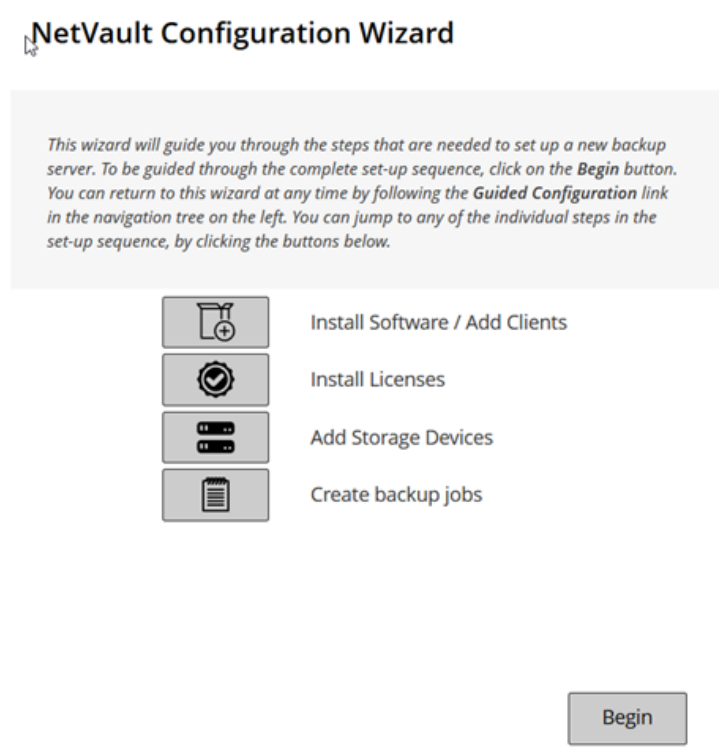 NetVault Configuration Wizard
This wizard will guide you through the steps that are needed to set up a new backup
server. To be guided through the complete set-up sequence, click on the Begin button.
You can return to this wizard at any time by following the Guided Configuration link
in the navigation tree on the left. You can jump to any of the individual steps in the
set-up sequence, by clicking the buttons below.
Install Software / Add Clients
Install Licenses
Add Storage Devices
Create backup jobs
Begin